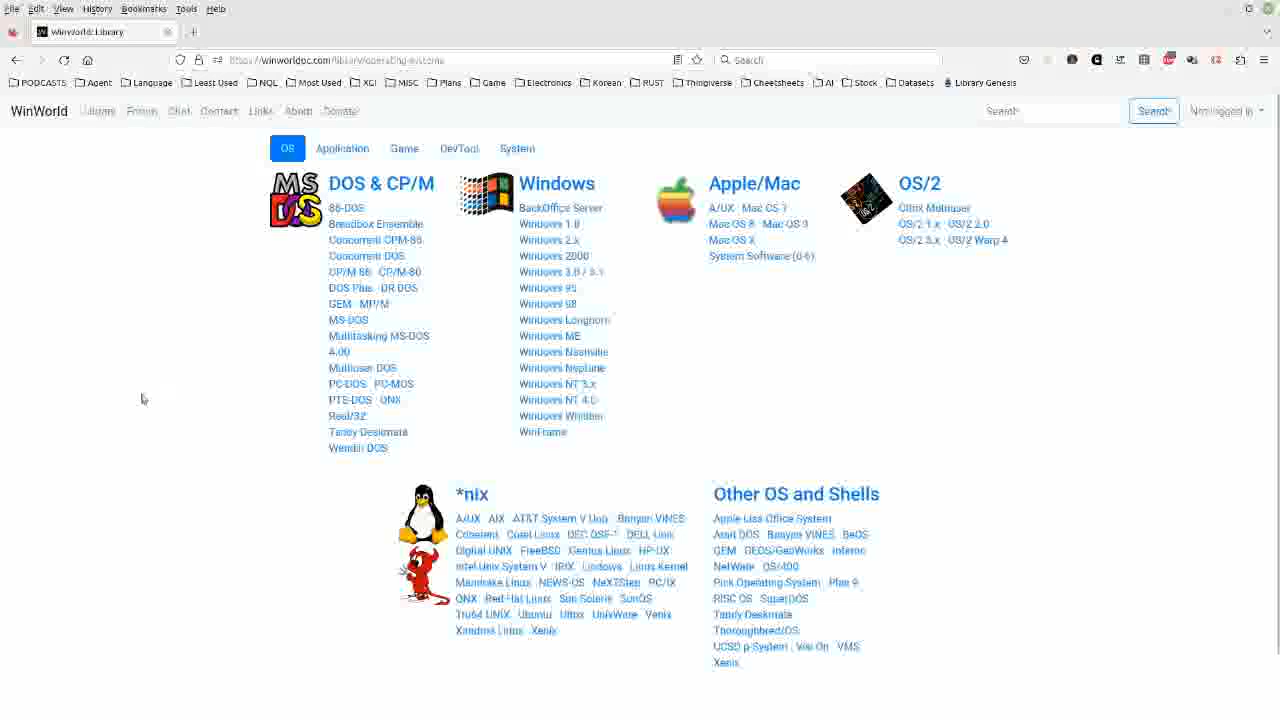 File Edit View History Bookmarks Tools Help
WinWorld: Library
https://winworldpc.com/library/operating-systems
Search
PODCASTS Agent Language Least Used NQL Most Used XGI MISC Plans Game Electronics Korean RUST Thingiverse Cheetsheets AI Stock Datasets Library Genesis
WinWorld Library Forum Chat Contact Links About Donate Search Search Not logged in
OS Application Game DevTool System
DOS & CP/M
86-DOS
Breadbox Ensemble
Concurrent CPM-86
Concurrent DOS
CP/M 86 CP/M-80
DOS Plus DR DOS
GEM MP/M
MS-DOS
Multitasking MS-DOS
4.00
Multiuser DOS
PC-DOS PC-MOS
PTS-DOS QNX
Real/32
Tandy Deskmate
Wendin DOS
Windows
BackOffice Server
Windows 1.0
Windows 2.x
Windows 2000
Windows 3.0 / 3.1
Windows 95
Windows 98
Windows Longhorn
Windows ME
Windows Nashville
Windows Neptune
Windows NT 3.x
Windows NT 4.0
Windows Whistler
WinFrame
Apple/Mac
A/UX Mac OS 7
Mac OS 8 Mac OS 9
Mac OS X
System Software (0-6)
OS/2
Citrix Multiuser
OS/2 1.x OS/2 2.0
OS/2 3.x OS/2 Warp 4
*nix
A/UX AIX AT&T System V Unix Banyan VINES
Coherent Corel Linux DEC OSF-1 DELL Unix
Digital UNIX FreeBSD Gentus Linux HP-UX
Intel Unix System V IRIX Lindows Linux Kernel
Mandrake Linux NEWS-OS NeXTStep PC/IX
QNX Red Hat Linux Sun Solaris SunOS
Tru64 UNIX Ubuntu Ultrix UnixWare Venix
Xandros Linux Xenix
Other OS and Shells
Apple Lisa Office System
Atari DOS Banyan VINES BeOS
GEM GEOS/GeoWorks Inferno
NetWare OS/400
Pick Operating System Plan 9
RISC OS SuperDOS
Tandy Deskmate
Thoroughbred/OS
UCSD p-System Visi On VMS
Xenix